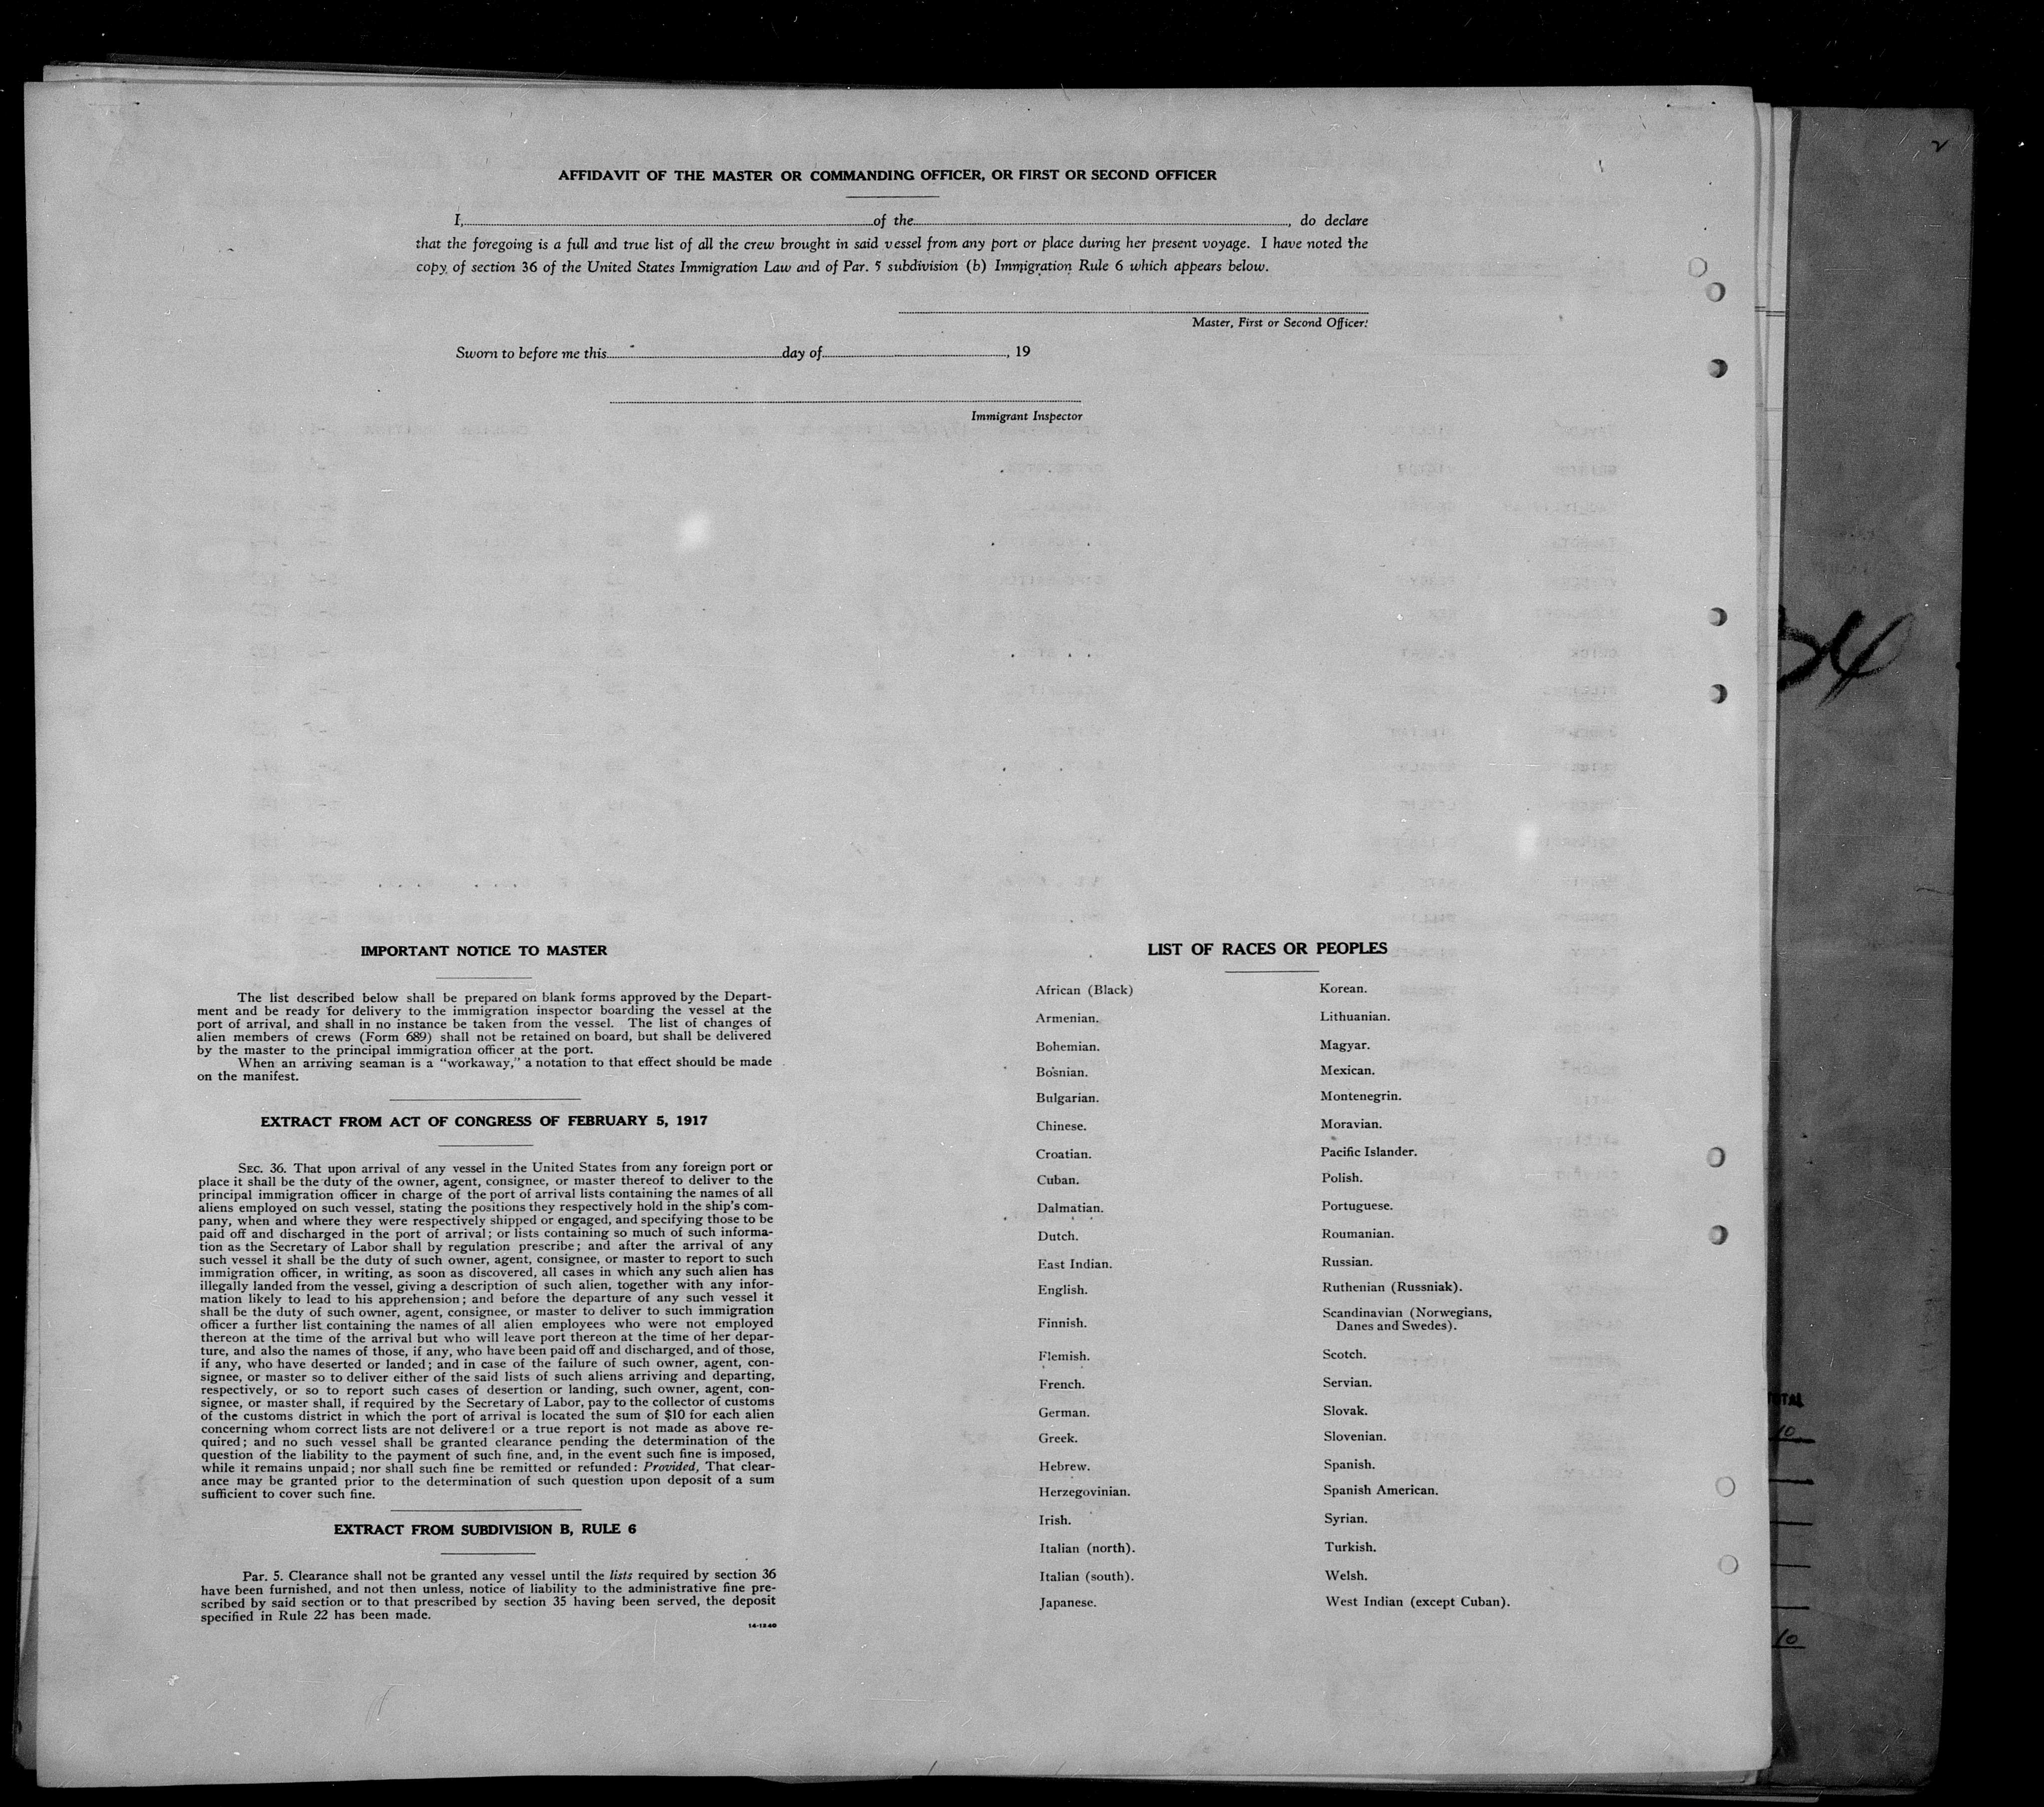 AFFIDAVIT OF THE MASTER OR COMMANDING OFFICER, OR FIRST OR SECOND OFFICER
I, of the , do declare
that the foregoing is a full and true list of all the crew brought in said vessel from any port or place during her present voyage. I have noted the
copy of section 36 of the United States Immigration Law and of Par. 5 subdivision (b) Immigration Rule 6 which appears below.
Master, First or Second Officer.
Sworn to before me this day of , 19
Immigrant Inspector
IMPORTANT NOTICE TO MASTER
The list described below shall be prepared on blank forms approved by the Depart-
ment and be ready for delivery to the immigration inspector boarding the vessel at the
port of arrival, and shall in no instance be taken from the vessel. The list of changes of
alien members of crews (Form 689) shall not be retained on board, but shall be delivered
by the master to the principal immigration officer at the port.
When an arriving seaman is a "workaway," a notation to that effect should be made
on the manifest.
EXTRACT FROM ACT OF CONGRESS OF FEBRUARY 5, 1917
SEC. 36. That upon arrival of any vessel in the United States from any foreign port or
place it shall be the duty of the owner, agent, consignee, or master thereof to deliver to the
principal immigration officer in charge of the port of arrival lists containing the names of all
aliens employed on such vessel, stating the positions they respectively hold in the ship's com-
pany, when and where they were respectively shipped or engaged, and specifying those to be
paid off and discharged in the port of arrival; or lists containing so much of such informa-
tion as the Secretary of Labor shall by regulation prescribe; and after the arrival of any
such vessel it shall be the duty of such owner, agent, consignee, or master to report to such
immigration officer, in writing, as soon as discovered, all cases in which any such alien has
illegally landed from the vessel, giving a description of such alien, together with any infor-
mation likely to lead to his apprehension; and before the departure of any such vessel it
shall be the duty of such owner, agent, consignee, or master to deliver to such immigration
officer a further list containing the names of all alien employees who were not employed
thereon at the time of the arrival but who will leave port thereon at the time of her depar-
ture, and also the names of those, if any, who have been paid off and discharged, and of those,
if any, who have deserted or landed; and in case of the failure of such owner, agent, con-
signee, or master so to deliver either of the said lists of such aliens arriving and departing,
respectively, or so to report such cases of desertion or landing, such owner, agent, con-
signee, or master shall, if required by the Secretary of Labor, pay to the collector of customs
of the customs district in which the port of arrival is located the sum of $10 for each alien
concerning whom correct lists are not delivered or a true report is not made as above re-
quired; and no such vessel shall be granted clearance pending the determination of the
question of the liability to the payment of such fine, and, in the event such fine is imposed,
while it remains unpaid; nor shall such fine be remitted or refunded: Provided, That clear-
ance may be granted prior to the determination of such question upon deposit of a sum
sufficient to cover such fine.
EXTRACT FROM SUBDIVISION B, RULE 6
Par. 5. Clearance shall not be granted any vessel until the lists required by section 36
have been furnished, and not then unless, notice of liability to the administrative fine pre-
scribed by said section or to that prescribed by section 35 having been served, the deposit
specified in Rule 22 has been made.
14-1240
LIST OF RACES OR PEOPLES
African (Black)
Armenian.
Bohemian.
Bosnian.
Bulgarian.
Chinese.
Croatian.
Cuban.
Dalmatian.
Dutch.
East Indian.
English.
Finnish.
Flemish.
French.
German.
Greek.
Hebrew.
Herzegovinian.
Irish.
Italian (north).
Italian (south).
Japanese.
Korean.
Lithuanian.
Magyar.
Mexican.
Montenegrin.
Moravian.
Pacific Islander.
Polish.
Portuguese.
Roumanian.
Russian.
Ruthenian (Russniak).
Scandinavian (Norwegians,
Danes and Swedes).
Scotch.
Servian.
Slovak.
Slovenian.
Spanish.
Spanish American.
Syrian.
Turkish.
Welsh.
West Indian (except Cuban).
10
10